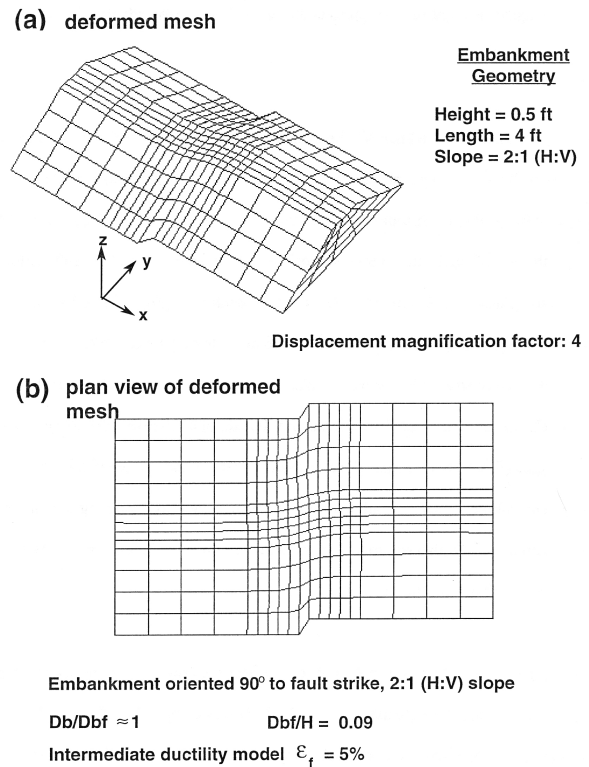 (a) deformed mesh
Embankment
Geometry
Height = 0.5 ft
Length = 4 ft
Slope = 2:1 (H:V)
z
y
x
Displacement magnification factor: 4
(b) plan view of deformed
mesh
Embankment oriented 90º to fault strike, 2:1 (H:V) slope
Db/Dbf ≈ 1 Dbf/H = 0.09
Intermediate ductility model εf = 5%